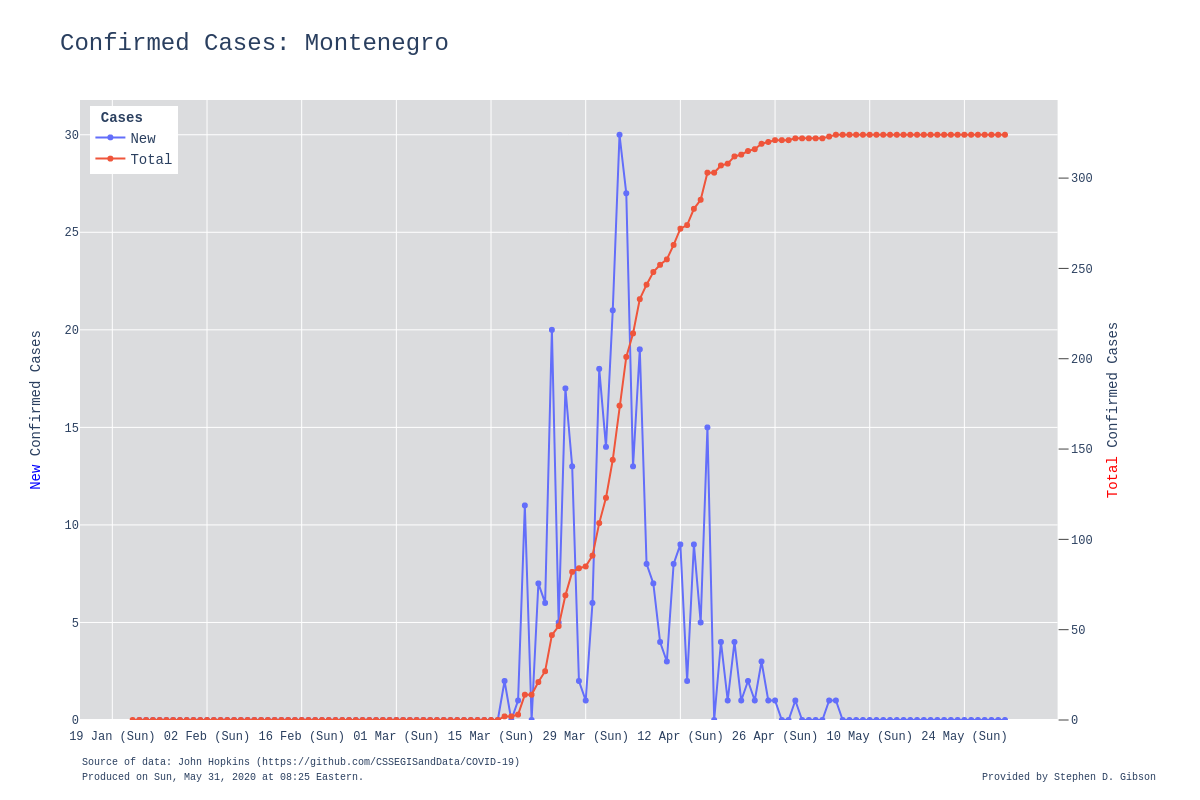 Confirmed Cases: Montenegro
Cases
New
Total
30
25
20
15
10
5
0
New Confirmed Cases
300
250
200
150
100
50
0
Total Confirmed Cases
19 Jan (Sun) 02 Feb (Sun) 16 Feb (Sun) 01 Mar (Sun) 15 Mar (Sun) 29 Mar (Sun) 12 Apr (Sun) 26 Apr (Sun) 10 May (Sun) 24 May (Sun)
Source of data: John Hopkins (https://github.com/CSSEGISandData/COVID-19)
Produced on Sun, May 31, 2020 at 08:25 Eastern.
Provided by Stephen D. Gibson